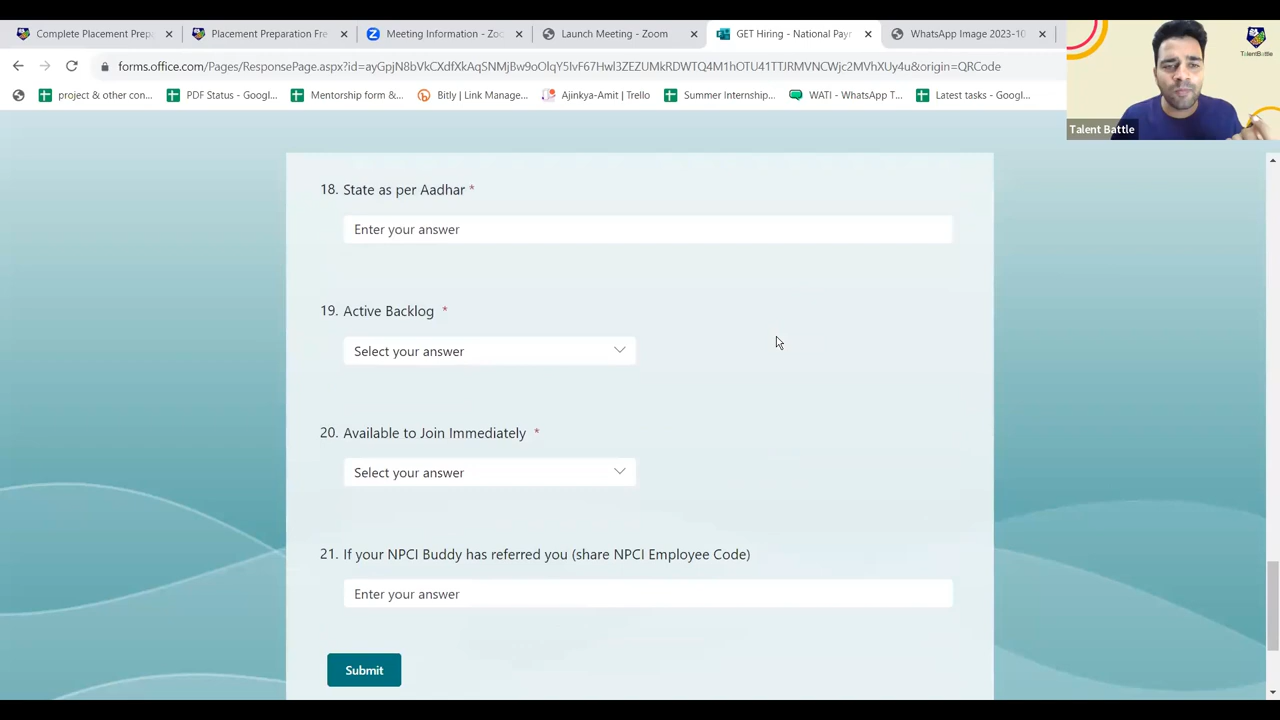 Complete Placement Prep
Placement Preparation Fre
Meeting Information - Zoo
Launch Meeting - Zoom
GET Hiring - National Payr
WhatsApp Image 2023-10
forms.office.com/Pages/ResponsePage.aspx?id=ayGpjN8bVkCXdfXkAqSNMjBw9oOlqY5IvF67Hwl3ZEZUMkRDWTQ4M1hOTU41TTJRMVNCWjc2MVhXUy4u&origin=QRCode
project & other con...
PDF Status - Googl...
Mentorship form &...
Bitly | Link Manage...
Ajinkya-Amit | Trello
Summer Internship...
WATI - WhatsApp T...
Latest tasks - Googl...
TalentBattle
Talent Battle
18. State as per Aadhar *
Enter your answer
19. Active Backlog *
Select your answer
20. Available to Join Immediately *
Select your answer
21. If your NPCI Buddy has referred you (share NPCI Employee Code)
Enter your answer
Submit